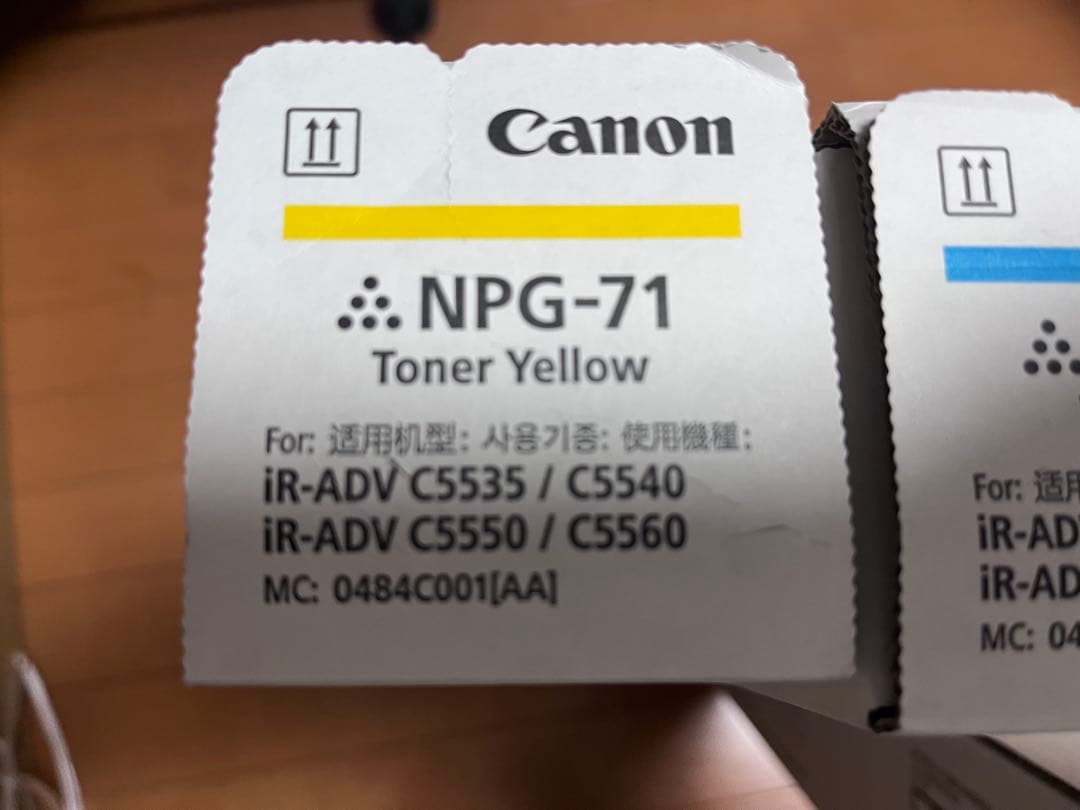 Canon
NPG-71
Toner Yellow
For: 适用机型: 사용기종: 使用機種:
iR-ADV C5535 / C5540
iR-ADV C5550 / C5560
MC: 0484C001[AA]
For: 适用
iR-AD
iR-AD
MC: 04